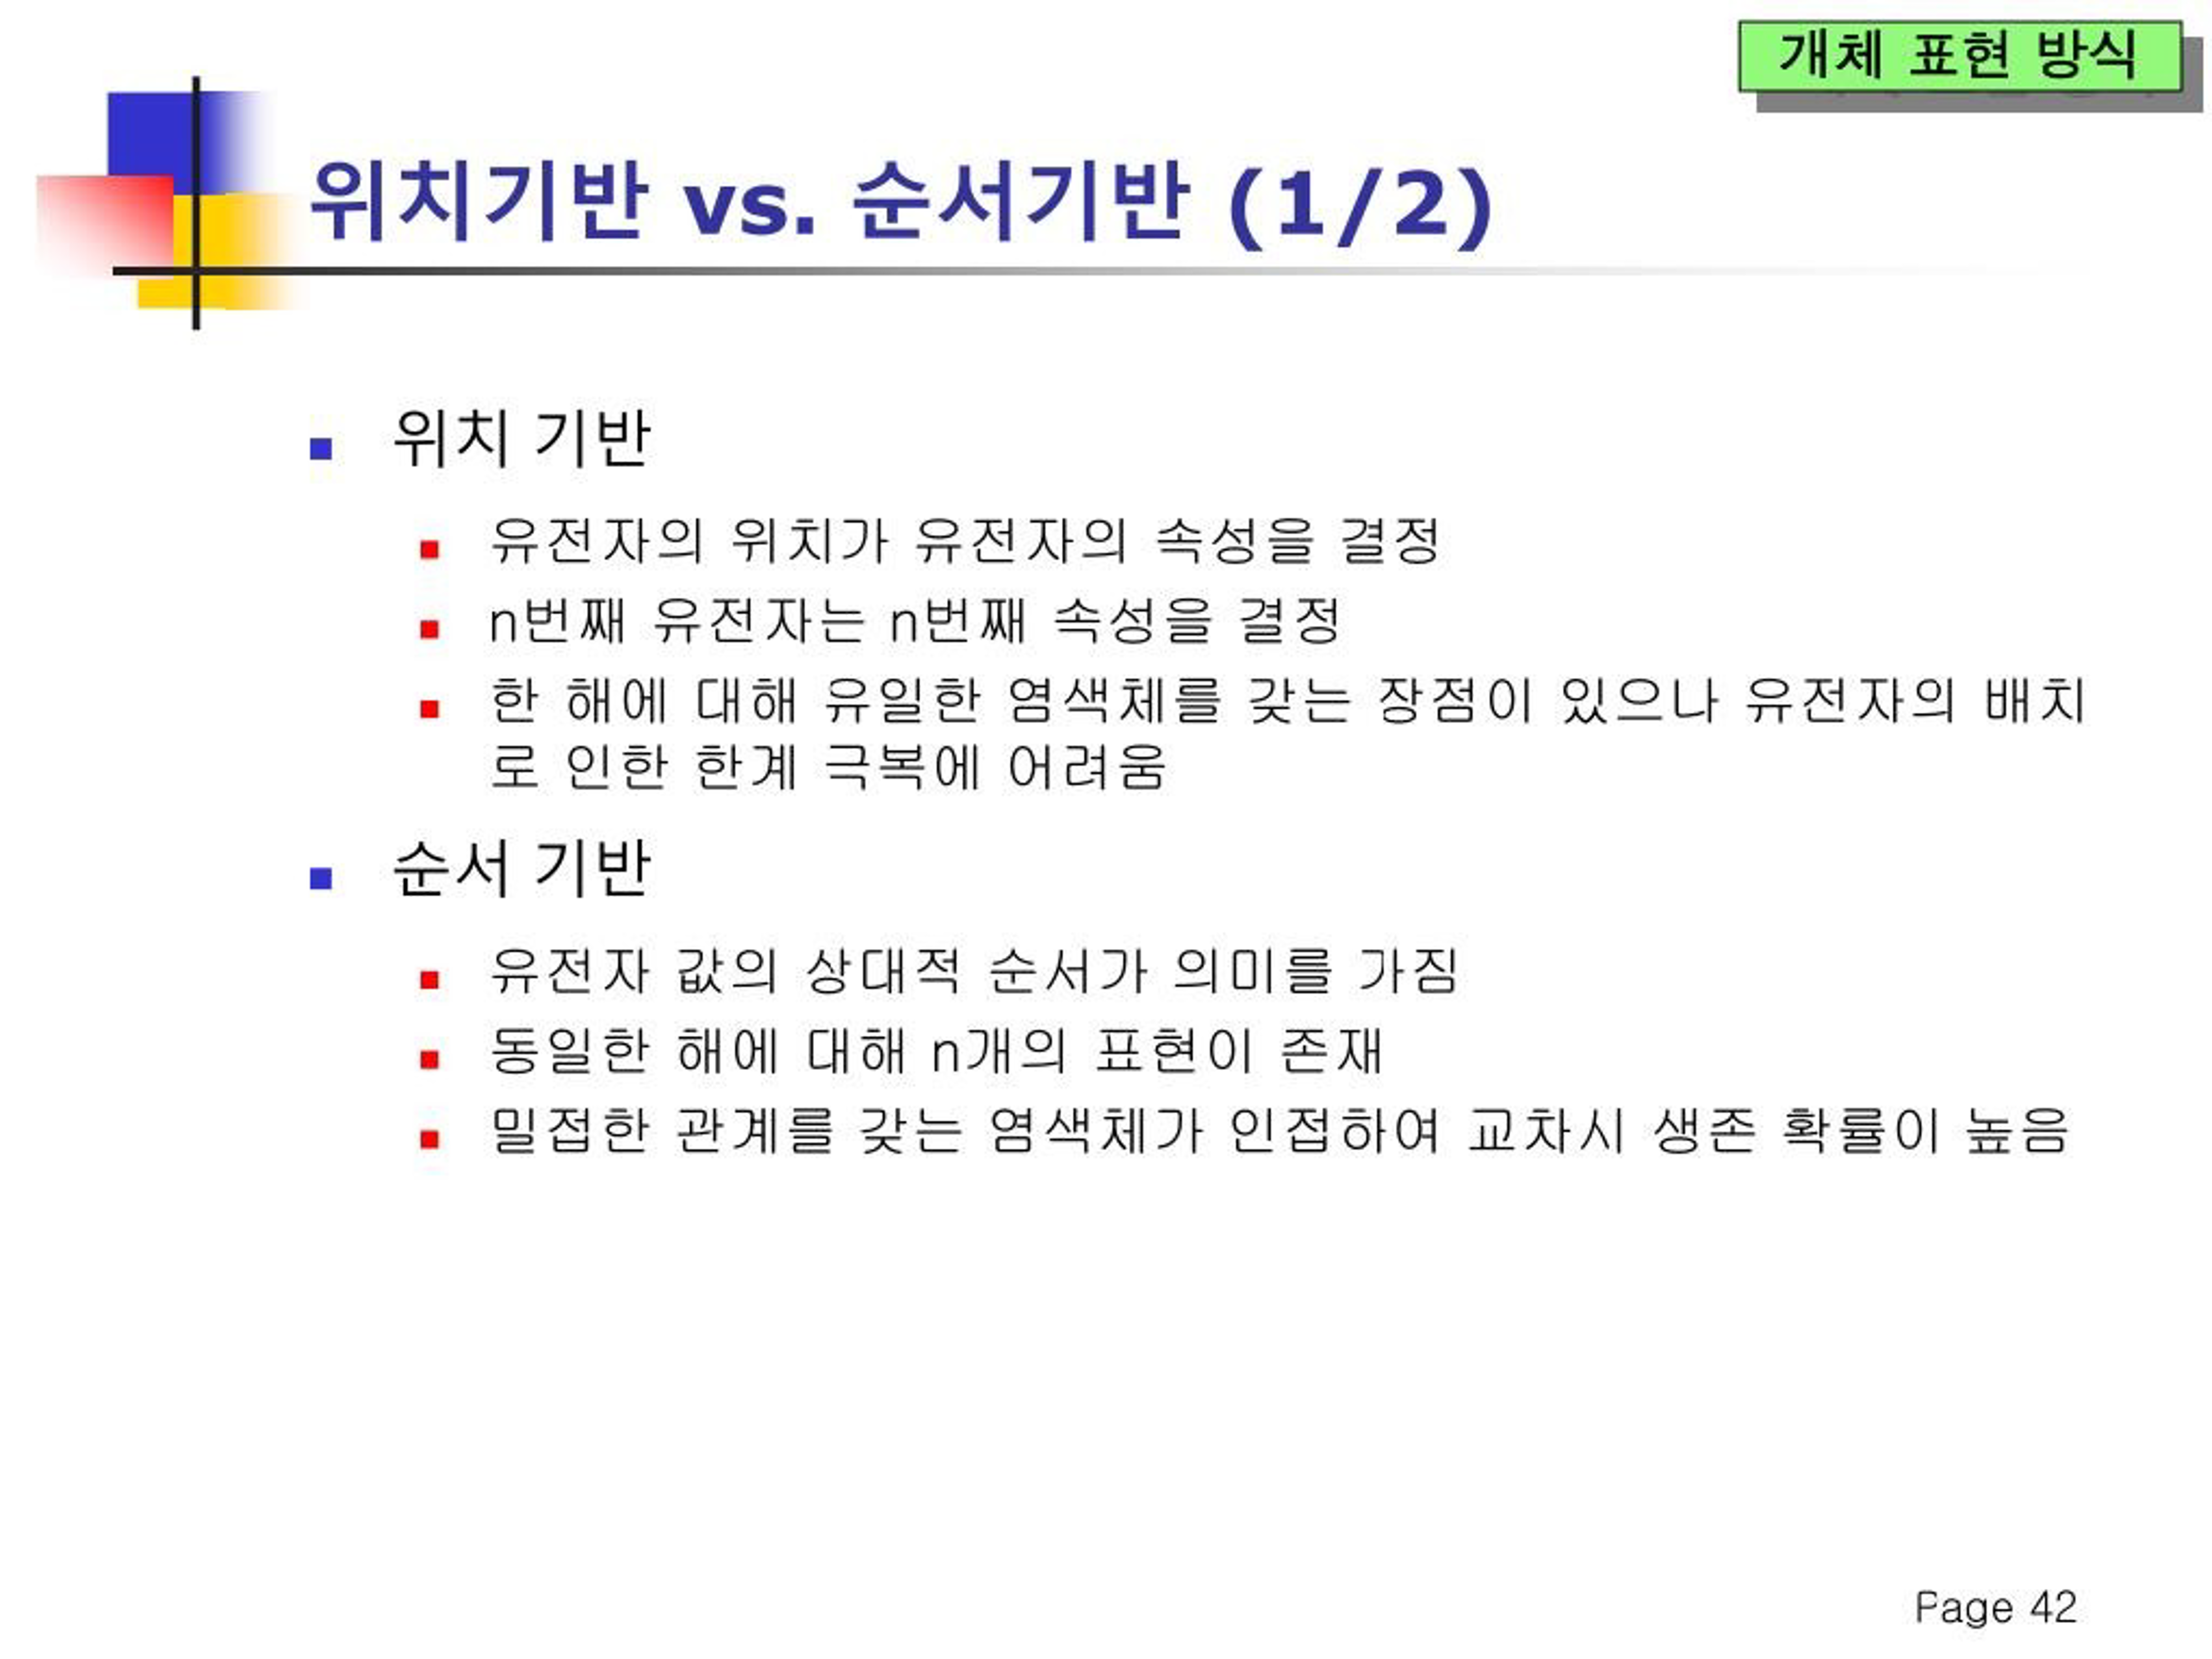 개체 표현 방식
위치기반 vs. 순서기반 (1/2)
위치 기반
유전자의 위치가 유전자의 속성을 결정
n번째 유전자는 n번째 속성을 결정
한 해에 대해 유일한 염색체를 갖는 장점이 있으나 유전자의 배치
로 인한 한계 극복에 어려움
순서 기반
유전자 값의 상대적 순서가 의미를 가짐
동일한 해에 대해 n개의 표현이 존재
밀접한 관계를 갖는 염색체가 인접하여 교차시 생존 확률이 높음
Page 42